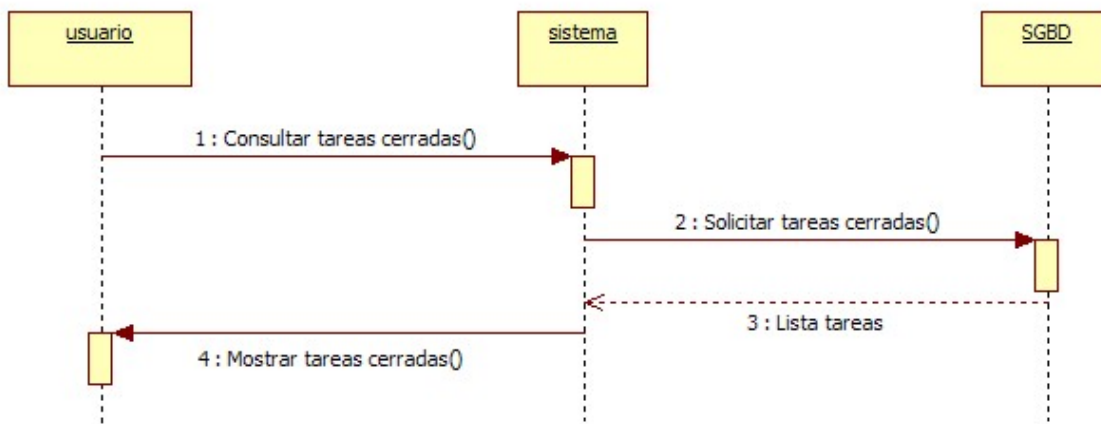 usuario
sistema
SGBD
1 : Consultar tareas cerradas()
2 : Solicitar tareas cerradas()
3 : Lista tareas
4 : Mostrar tareas cerradas()